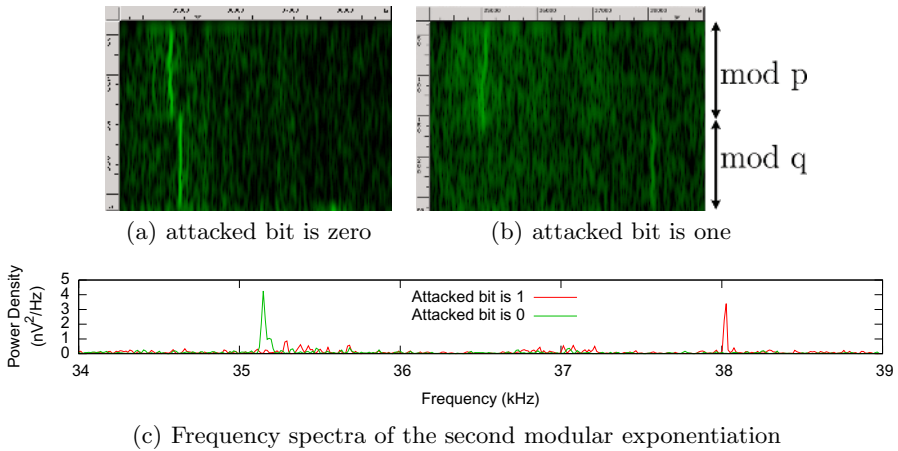 mod p
mod q
(a) attacked bit is zero
(b) attacked bit is one
Power Density
(nV²/Hz)
5
4
3
2
1
0
Attacked bit is 1
Attacked bit is 0
34 35 36 37 38 39
Frequency (kHz)
(c) Frequency spectra of the second modular exponentiation